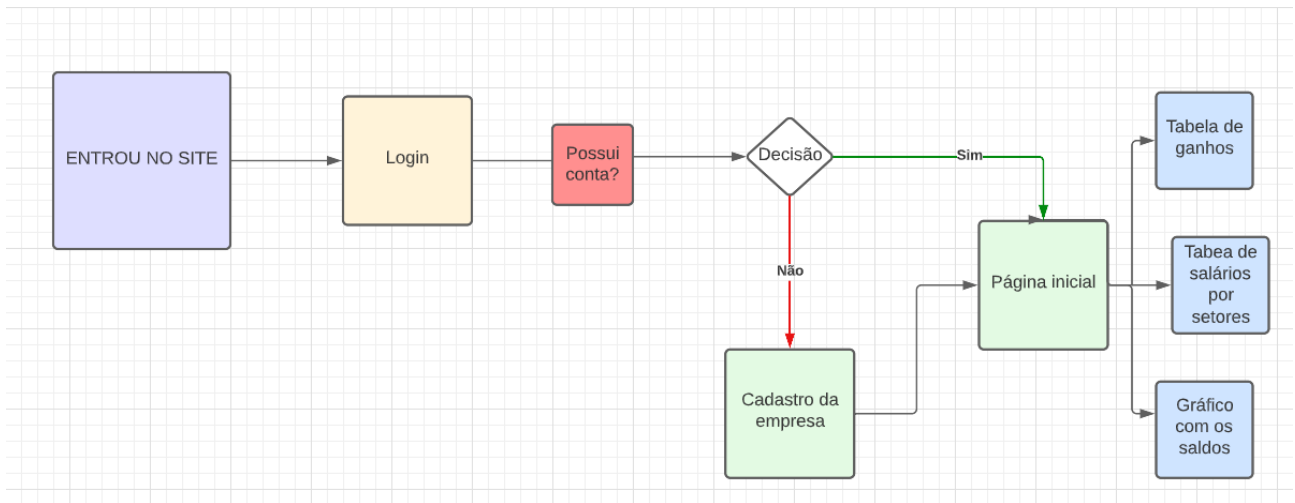 ENTROU NO SITE
Login
Possui
conta?
Decisão
Sim
Não
Cadastro da
empresa
Página inicial
Tabela de
ganhos
Tabea de
salários
por
setores
Gráfico
com os
saldos